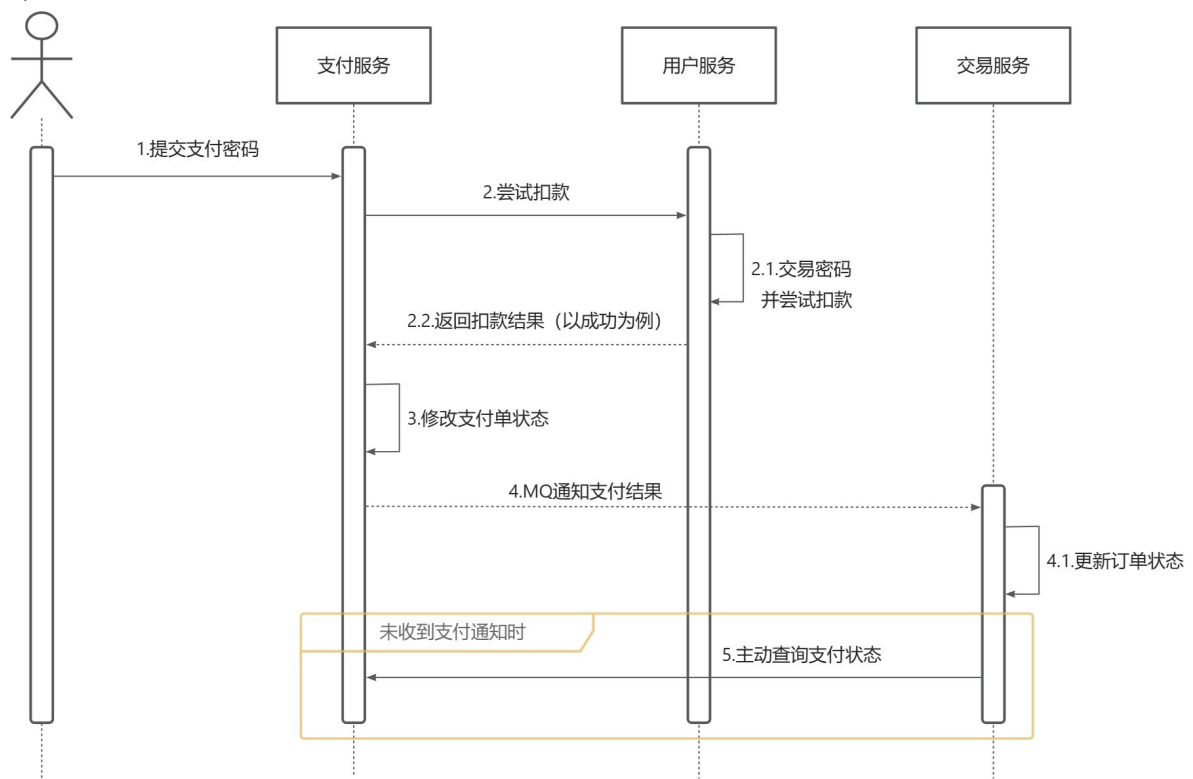 支付服务
用户服务
交易服务
1.提交支付密码
2.尝试扣款
2.1.交易密码
并尝试扣款
2.2.返回扣款结果（以成功为例）
3.修改支付单状态
4.MQ通知支付结果
4.1.更新订单状态
未收到支付通知时
5.主动查询支付状态